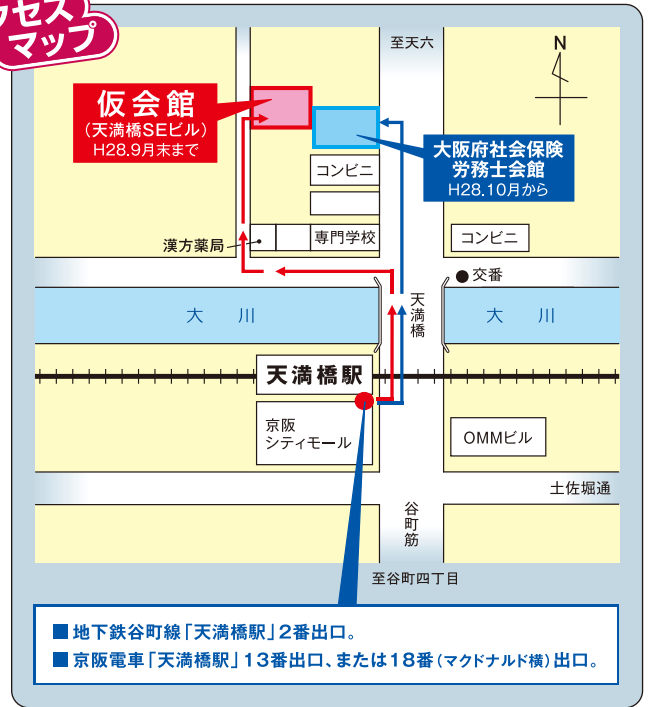 クセス
マップ
至天六
N
仮会館
(天満橋SEビル)
H28.9月末まで
大阪府社会保険
労務士会館
H28.10月から
コンビニ
専門学校
漢方薬局
コンビニ
交番
天満橋
大川
大川
天満橋駅
京阪
シティモール
OMMビル
土佐堀通
谷町筋
至谷町四丁目
■地下鉄谷町線「天満橋駅」2番出口。
■京阪電車「天満橋駅」13番出口、または18番(マクドナルド横)出口。